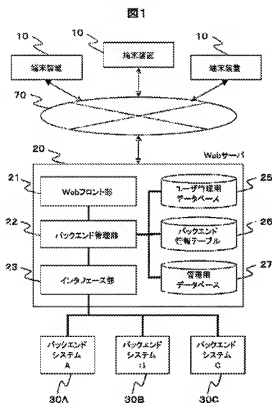 図1
10
10
10
端末装置
端末装置
端末装置
70
20
Webサーバ
21
Webフロント部
25
ユーザ管理用
データベース
22
バックエンド管理部
26
バックエンド
情報テーブル
23
インタフェース部
27
管理用
データベース
バックエンド
システム
A
バックエンド
システム
B
バックエンド
システム
C
30A
30B
30C